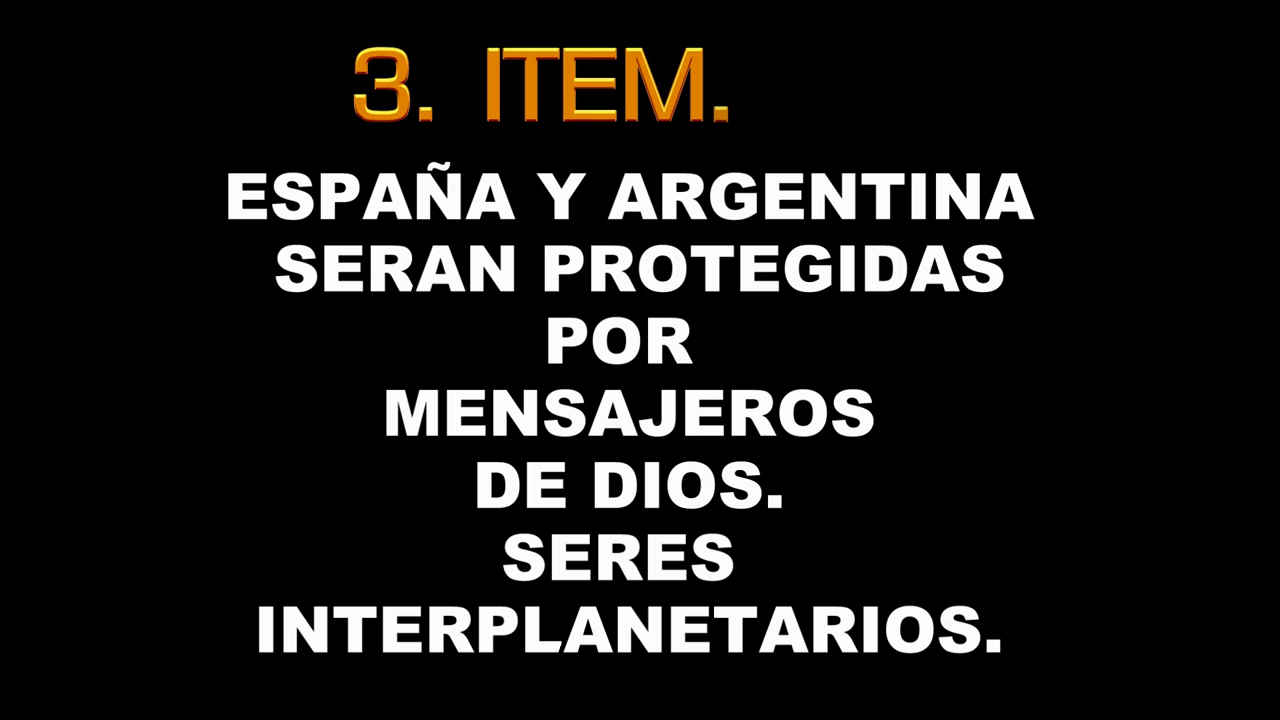 3. ITEM.
ESPAÑA Y ARGENTINA
SERAN PROTEGIDAS
POR
MENSAJEROS
DE DIOS.
SERES
INTERPLANETARIOS.